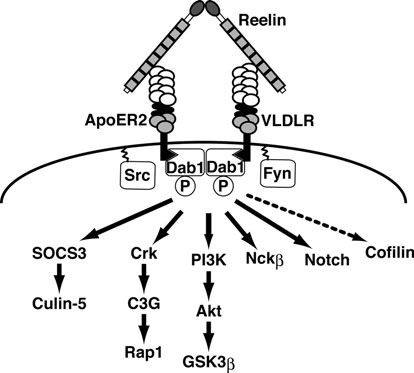 Reelin
ApoER2
VLDLR
Src
Dab1
Dab1
Fyn
P
P
SOCS3
Crk
PI3K
Nckβ
Notch
Cofilin
Culin-5
C3G
Akt
Rap1
GSK3β